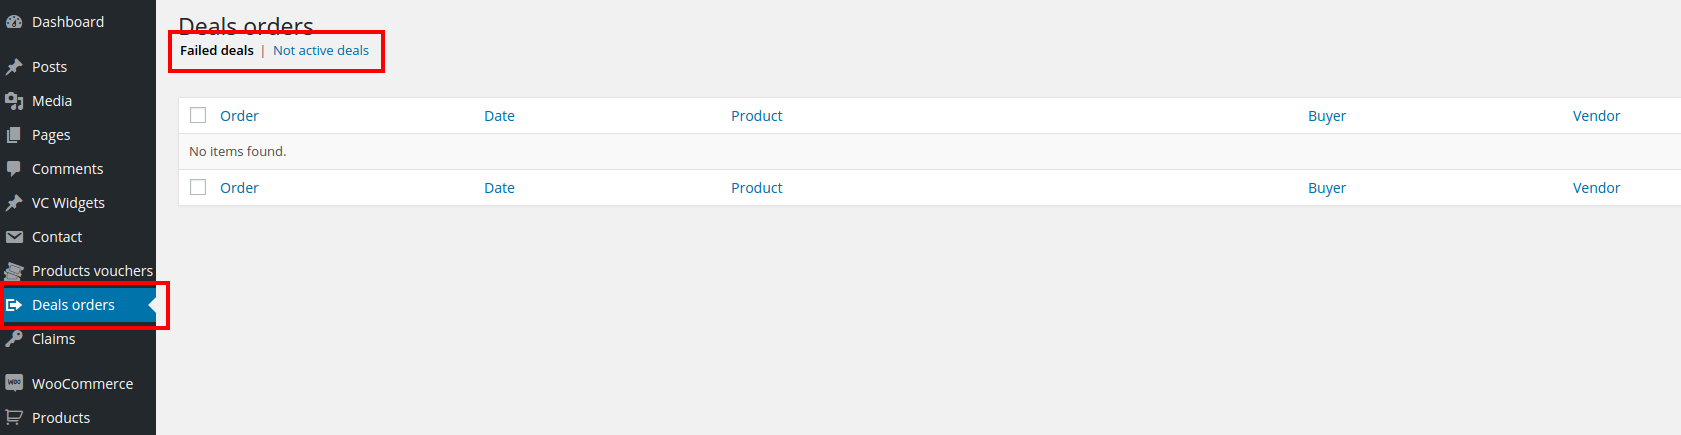 Dashboard
Posts
Media
Pages
Comments
VC Widgets
Contact
Products vouchers
Deals orders
Claims
WooCommerce
Products
Deals orders
Failed deals | Not active deals
Order Date Product Buyer Vendor
No items found.
Order Date Product Buyer Vendor